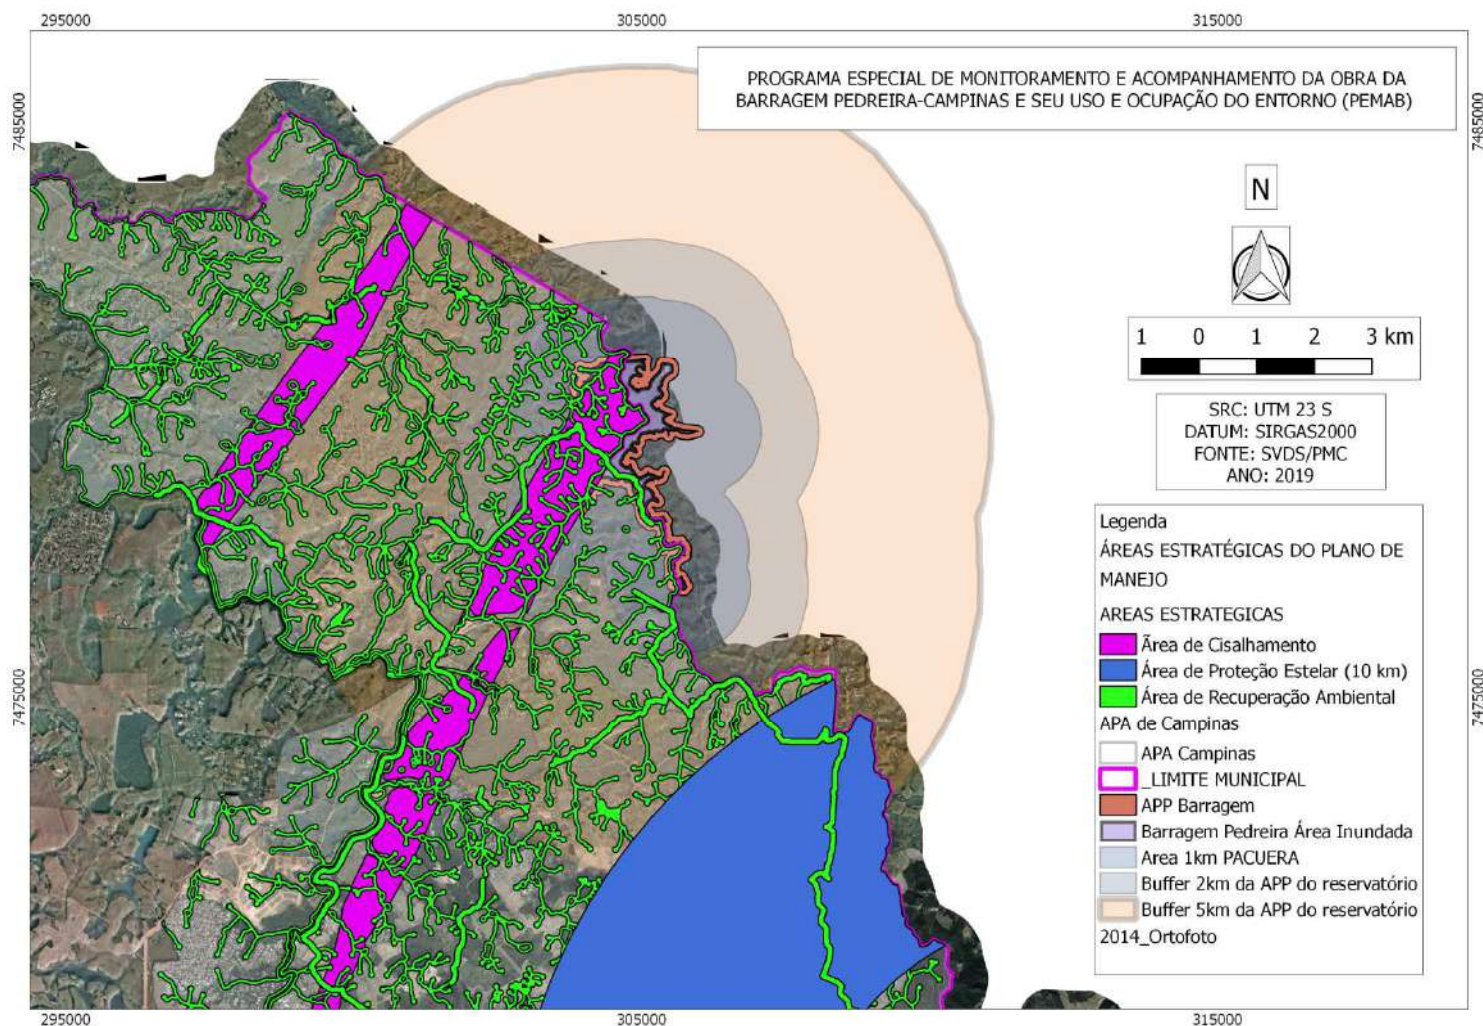 295000
305000
315000
7485000
7485000
PROGRAMA ESPECIAL DE MONITORAMENTO E ACOMPANHAMENTO DA OBRA DA
BARRAGEM PEDREIRA-CAMPINAS E SEU USO E OCUPAÇÃO DO ENTORNO (PEMAB)
N
1 0 1 2 3 km
SRC: UTM 23 S
DATUM: SIRGAS2000
FONTE: SVDS/PMC
ANO: 2019
Legenda
ÁREAS ESTRATÉGICAS DO PLANO DE
MANEJO
AREAS ESTRATEGICAS
Ãrea de Cisalhamento
Área de Proteção Estelar (10 km)
Área de Recuperação Ambiental
APA de Campinas
APA Campinas
_LIMITE MUNICIPAL
APP Barragem
Barragem Pedreira Área Inundada
Area 1km PACUERA
Buffer 2km da APP do reservatório
Buffer 5km da APP do reservatório
2014_Ortofoto
7475000
7475000
295000
305000
315000